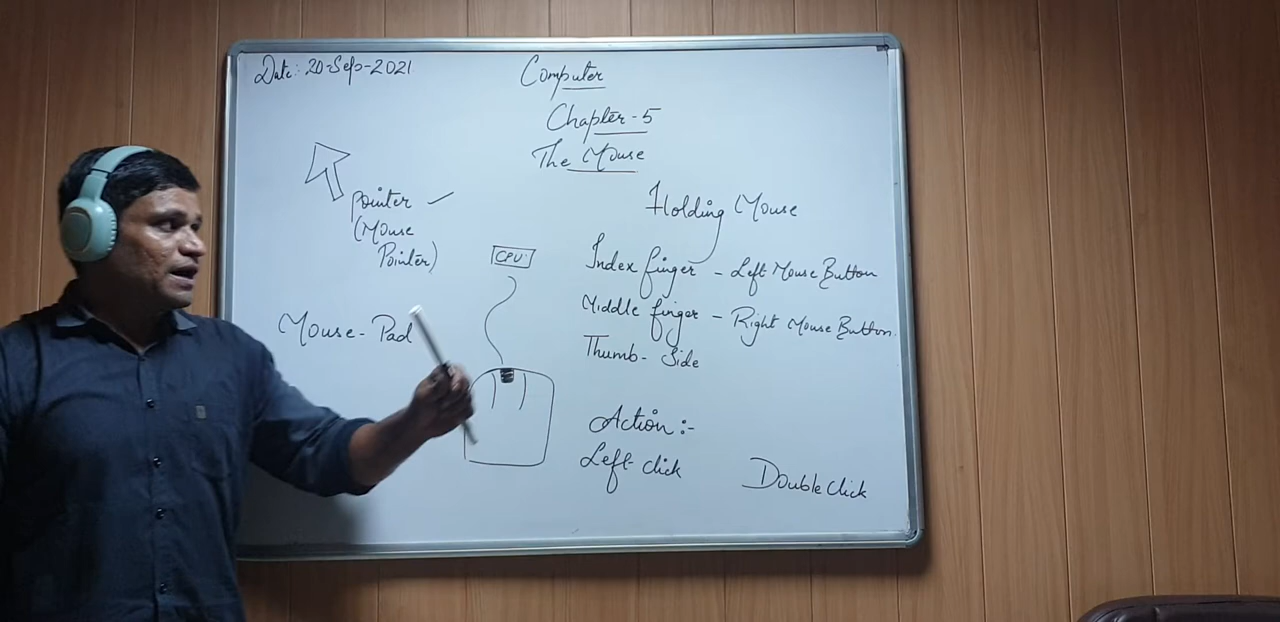 Date: 20-Sep-2021
Computer
Chapter-5
The Mouse
pointer
(Mouse
Pointer)
Mouse-Pad
CPU
Holding Mouse
Index finger - Left Mouse Button
Middle finger - Right Mouse Button.
Thumb- Side
Action:-
Left click
Double Click